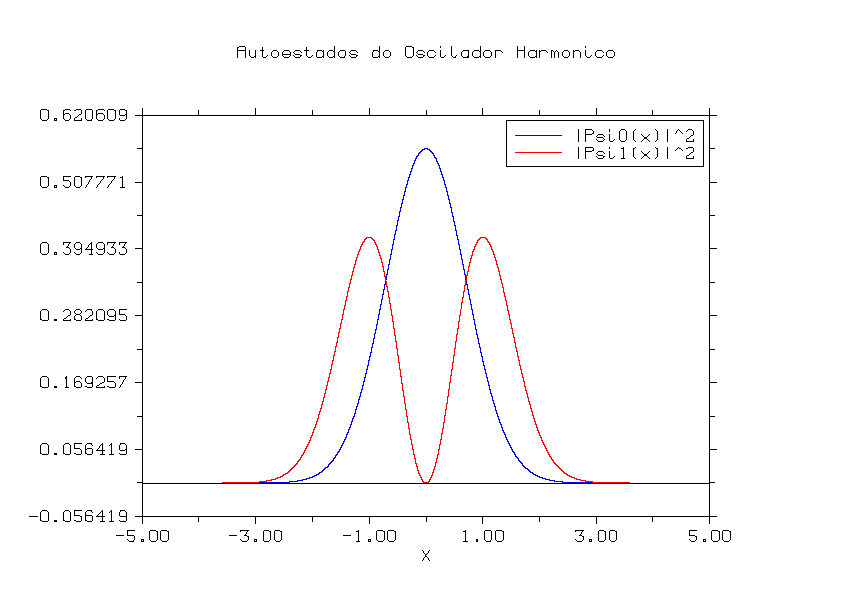 Autoestados do Oscilador Harmonico
0.620609
|Psi0(x)|^2
|Psi1(x)|^2
0.507771
0.394933
0.282095
0.169257
0.056419
-0.056419
-5.00 -3.00 -1.00 1.00 3.00 5.00
X